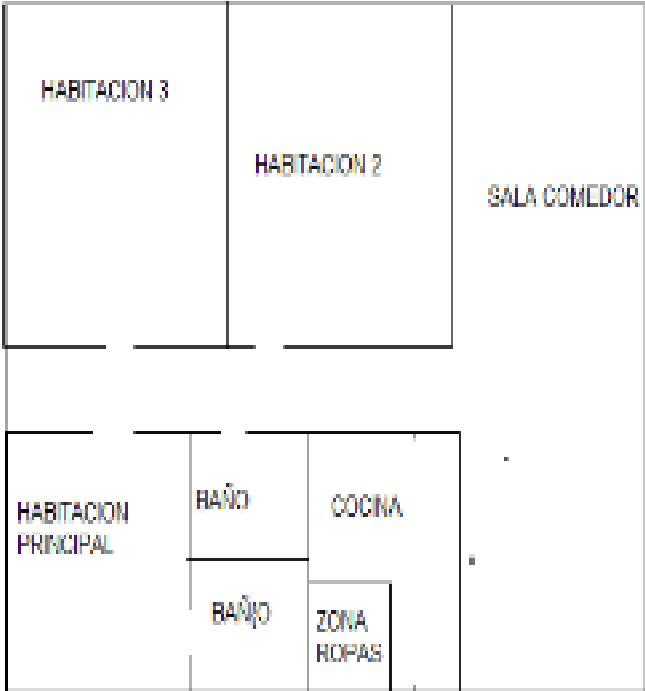 HABITACION 3
HABITACION 2
SALA COMEDOR
HABITACION
PRINCIPAL
BAÑO
COCINA
BAÑO
ZONA
ROPAS